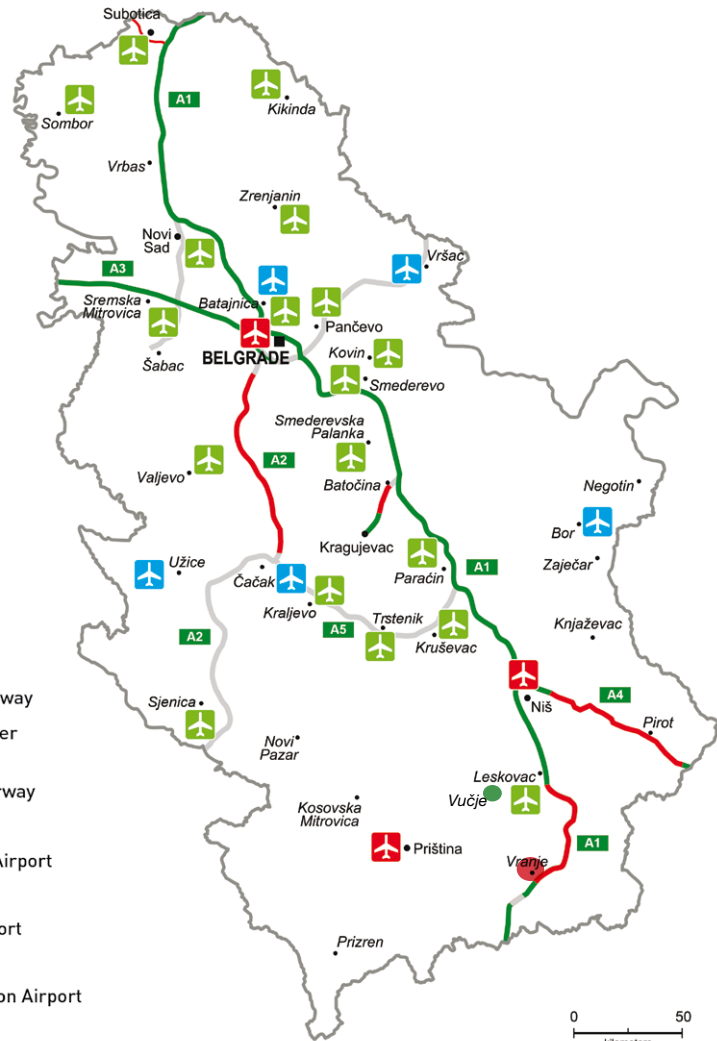 Subotica
A1
Sombor
Kikinda
Vrbas
Zrenjanin
Novi
Sad
A3
Vršac
Sremska
Mitrovica
Batajnica
Pančevo
BELGRADE
Kovin
Šabac
Smederevo
Smederevska
Palanka
A2
Valjevo
Batočina
Negotin
Bor
Kragujevac
Zaječar
Užice
Čačak
Paraćin
A1
Kraljevo
A5
Trstenik
Kruševac
Knjaževac
A2
Sjenica
Niš
A4
Pirot
Novi
Pazar
Leskovac
Vučje
Kosovska
Mitrovica
Priština
Vranje
A1
Prizren
way
er
rway
Airport
ort
on Airport
0 50